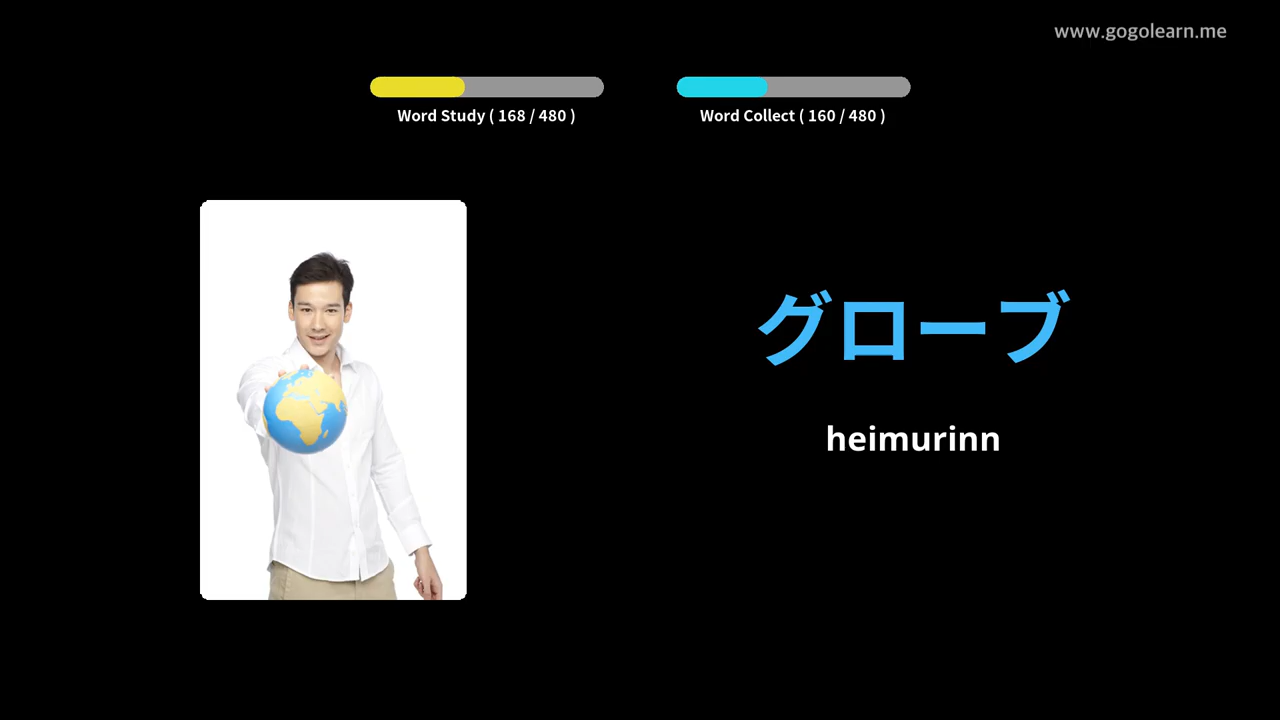 www.gogolearn.me
Word Study ( 168 / 480 )
Word Collect ( 160 / 480 )
グローブ
heimurinn